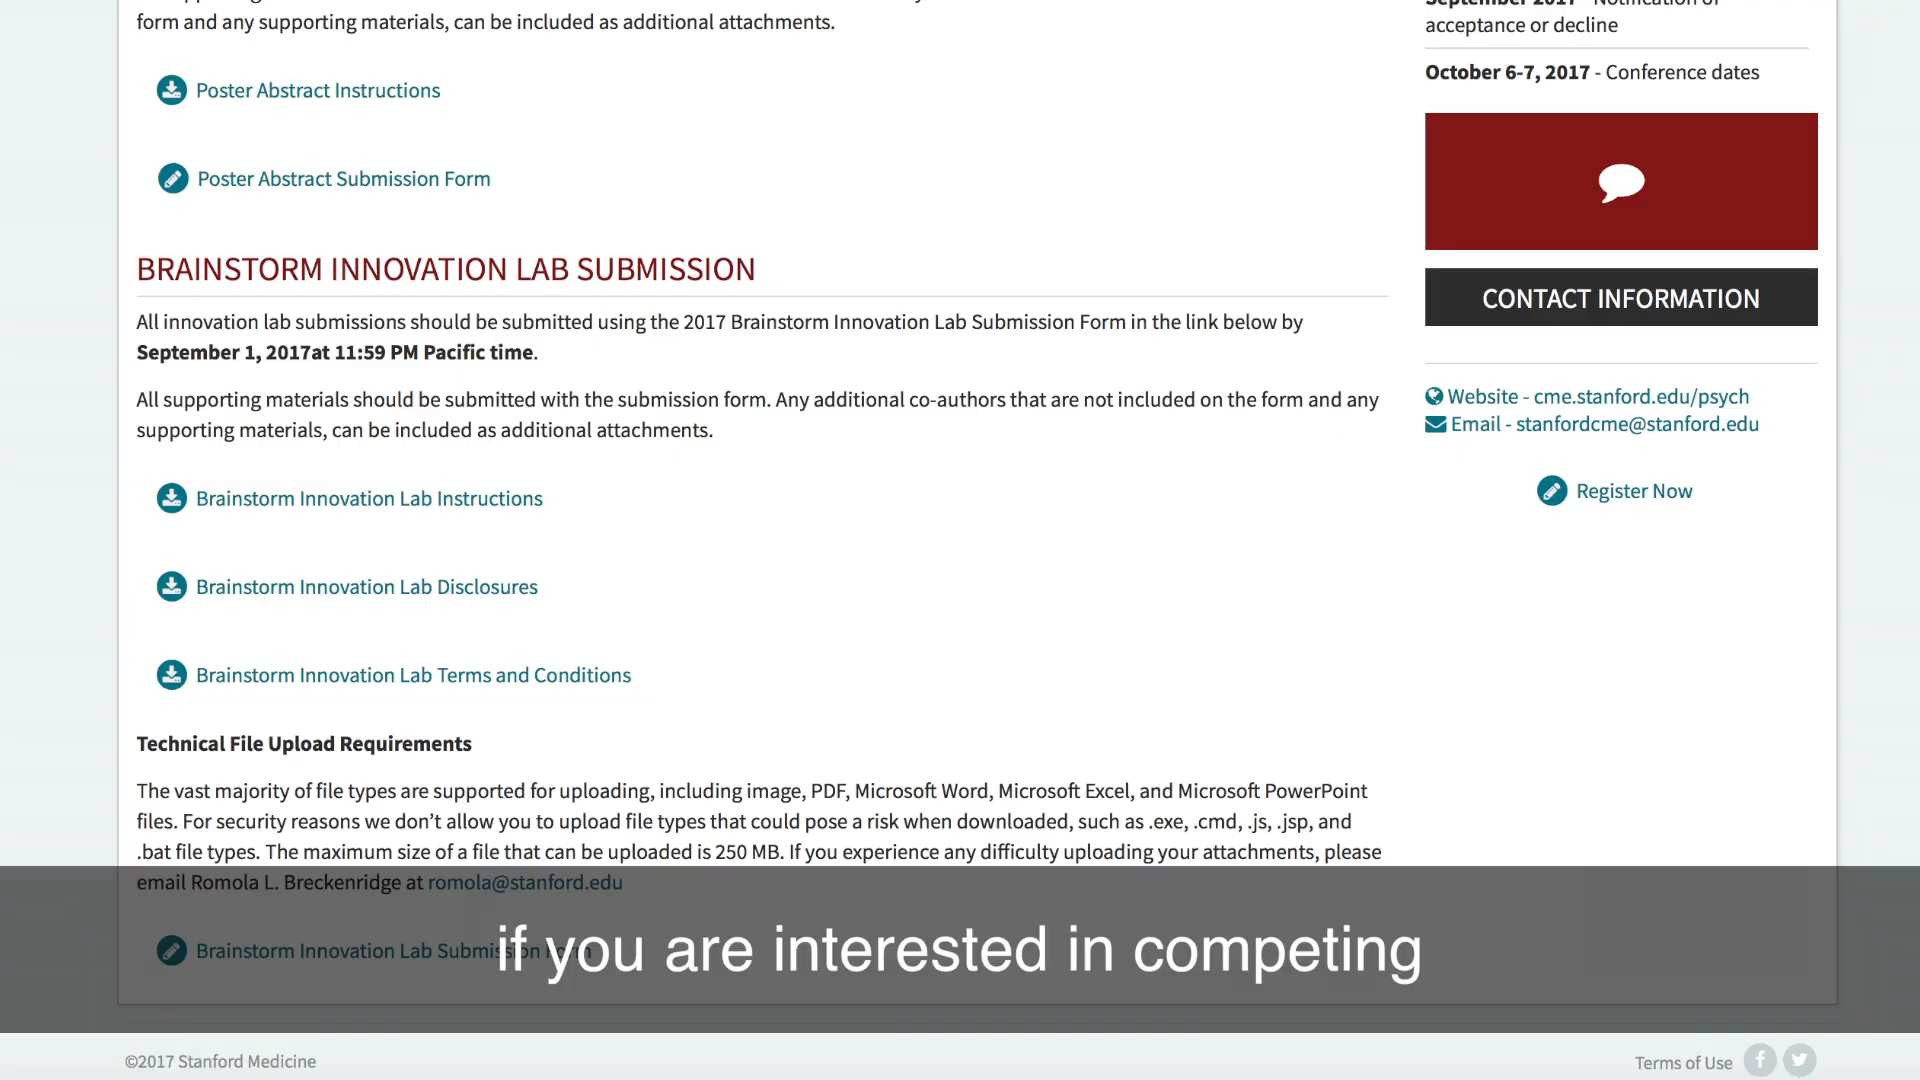 form and any supporting materials, can be included as additional attachments.
Poster Abstract Instructions
Poster Abstract Submission Form
BRAINSTORM INNOVATION LAB SUBMISSION
All innovation lab submissions should be submitted using the 2017 Brainstorm Innovation Lab Submission Form in the link below by
September 1, 2017at 11:59 PM Pacific time.
All supporting materials should be submitted with the submission form. Any additional co-authors that are not included on the form and any
supporting materials, can be included as additional attachments.
Brainstorm Innovation Lab Instructions
Brainstorm Innovation Lab Disclosures
Brainstorm Innovation Lab Terms and Conditions
Technical File Upload Requirements
The vast majority of file types are supported for uploading, including image, PDF, Microsoft Word, Microsoft Excel, and Microsoft PowerPoint
files. For security reasons we don’t allow you to upload file types that could pose a risk when downloaded, such as .exe, .cmd, .js, .jsp, and
.bat file types. The maximum size of a file that can be uploaded is 250 MB. If you experience any difficulty uploading your attachments, please
email Romola L. Breckenridge at romola@stanford.edu
Brainstorm Innovation Lab Submission Form
if you are interested in competing
September 2017 - Notification of
acceptance or decline
October 6-7, 2017 - Conference dates
CONTACT INFORMATION
Website - cme.stanford.edu/psych
Email - stanfordcme@stanford.edu
Register Now
©2017 Stanford Medicine
Terms of Use